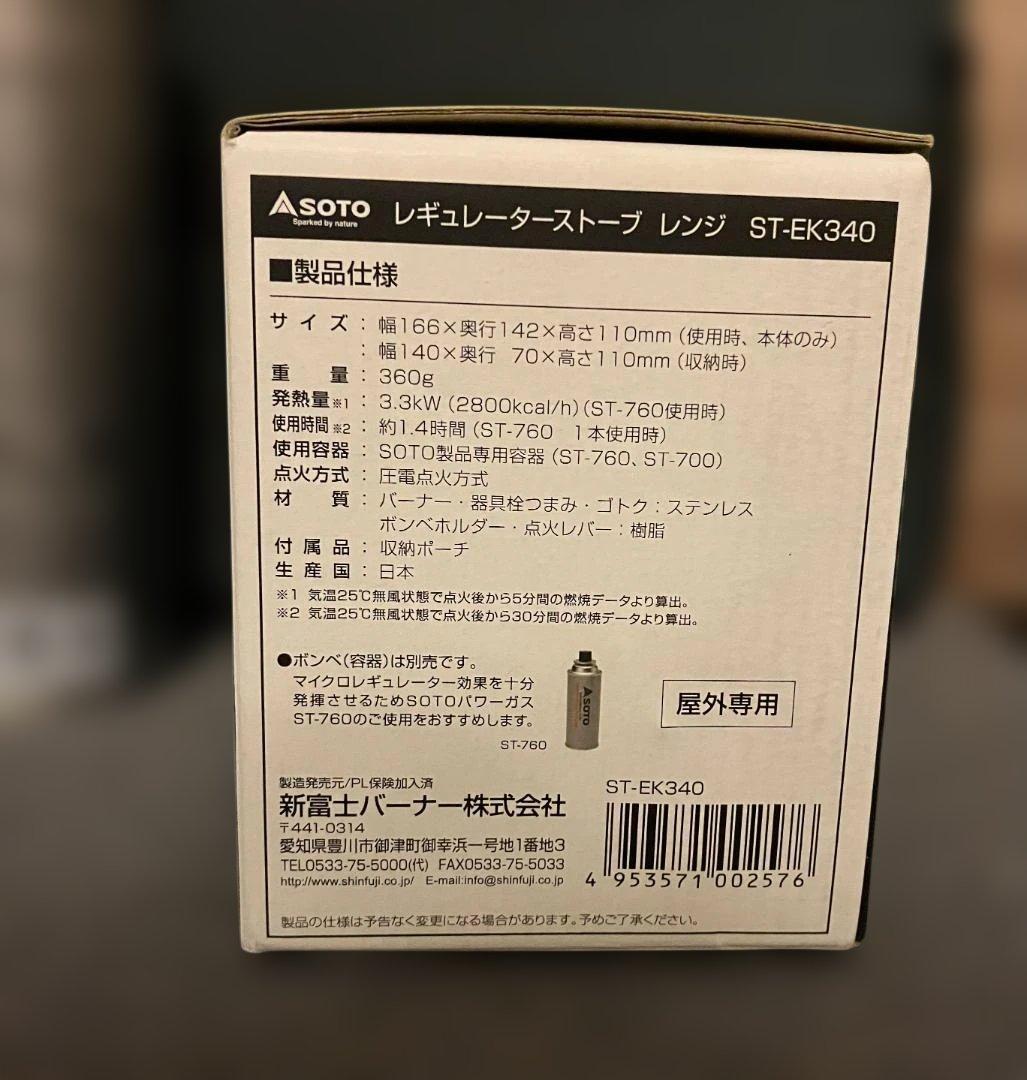 SOTO レギュレーターストーブ レンジ ST-EK340
Sparked by nature
■製品仕様
サイズ：幅166×奥行142×高さ110mm（使用時、本体のみ）
：幅140×奥行 70×高さ110mm（収納時）
重量：360g
発熱量※1：3.3kW（2800kcal/h）（ST-760使用時）
使用時間※2：約1.4時間（ST-760 1本使用時）
使用容器：SOTO製品専用容器（ST-760、ST-700）
点火方式：圧電点火方式
材質：バーナー・器具栓つまみ・ゴトク：ステンレス
ボンベホルダー・点火レバー：樹脂
付属品：収納ポーチ
生産国：日本
※1 気温25℃無風状態で点火後から5分間の燃焼データより算出。
※2 気温25℃無風状態で点火後から30分間の燃焼データより算出。
●ボンベ（容器）は別売です。
マイクロレギュレーター効果を十分
発揮させるためSOTOパワーガス
ST-760のご使用をおすすめします。
ST-760
SOTO
屋外専用
製造発売元/PL保険加入済
新富士バーナー株式会社
〒441-0314
愛知県豊川市御津町御幸浜一号地1番地3
TEL0533-75-5000(代) FAX0533-75-5033
http://www.shinfuji.co.jp/ E-mail:info@shinfuji.co.jp
ST-EK340
4 953571 002576
製品の仕様は予告なく変更になる場合があります。予めご了承ください。